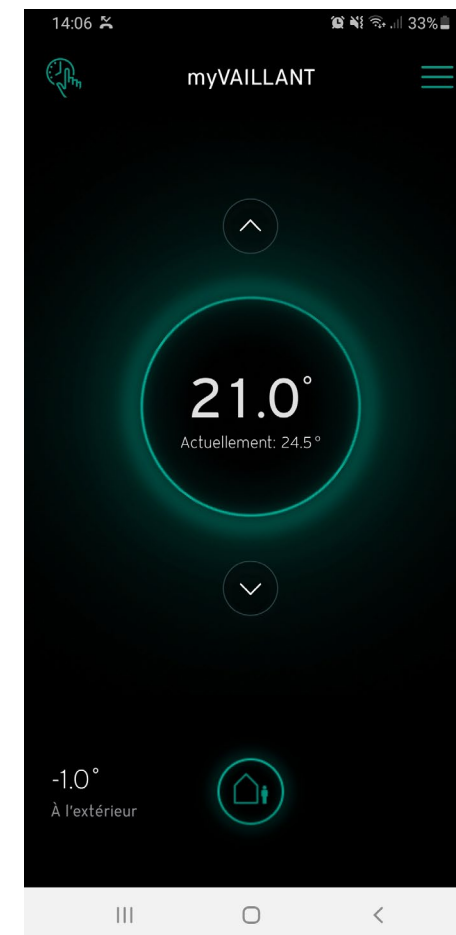 14:06
33%
myVAILLANT
21.0°
Actuellement: 24.5°
-1.0°
À l'extérieur